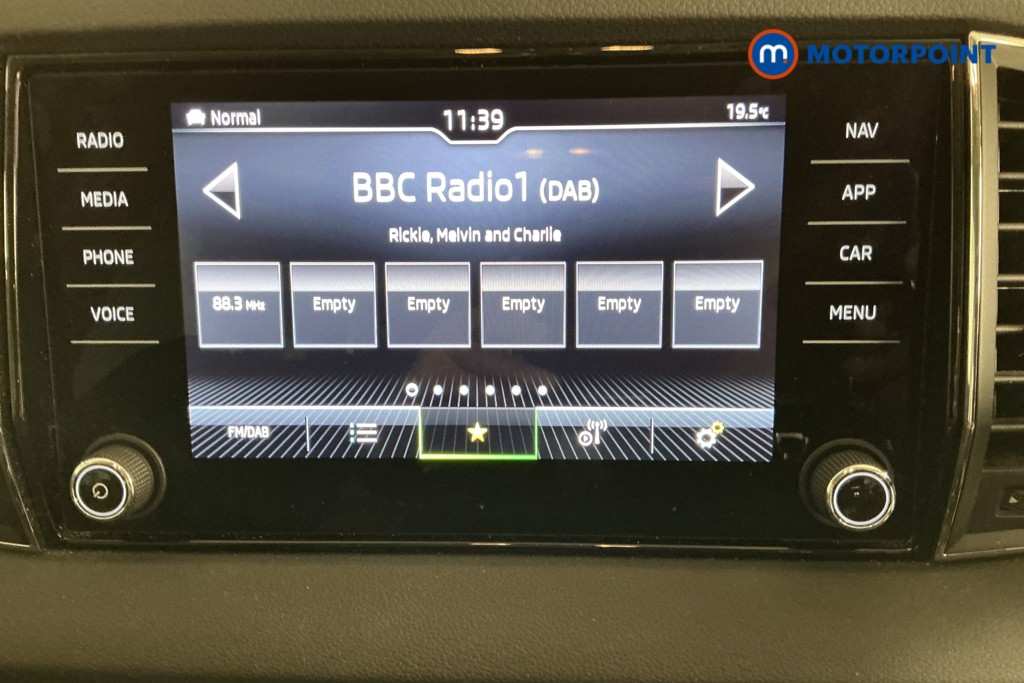 m. MOTORPOINT
Normal 11:39 19.5°C
RADIO
MEDIA
PHONE
VOICE
BBC Radio1 (DAB)
Rickie, Melvin and Charlie
88.3 MHz Empty Empty Empty Empty Empty
FM/DAB
NAV
APP
CAR
MENU